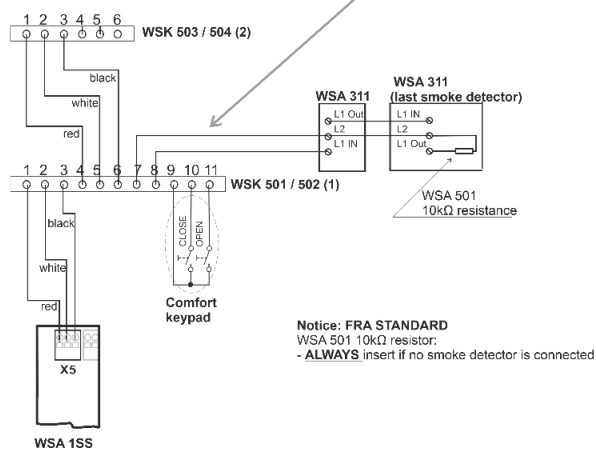 1 2 3 4 5 6
WSK 503 / 504 (2)
black
white
red
WSA 311
L1 Out
L2
L1 IN
WSA 311
(last smoke detector)
L1 IN
L2
L1 Out
1 2 3 4 5 6 7 8 9 10 11
WSK 501 / 502 (1)
WSA 501
10kΩ resistance
black
white
red
CLOSE
OPEN
Comfort
keypad
X5
WSA 1SS
Notice: FRA STANDARD
WSA 501 10kΩ resistor:
- ALWAYS insert if no smoke detector is connected